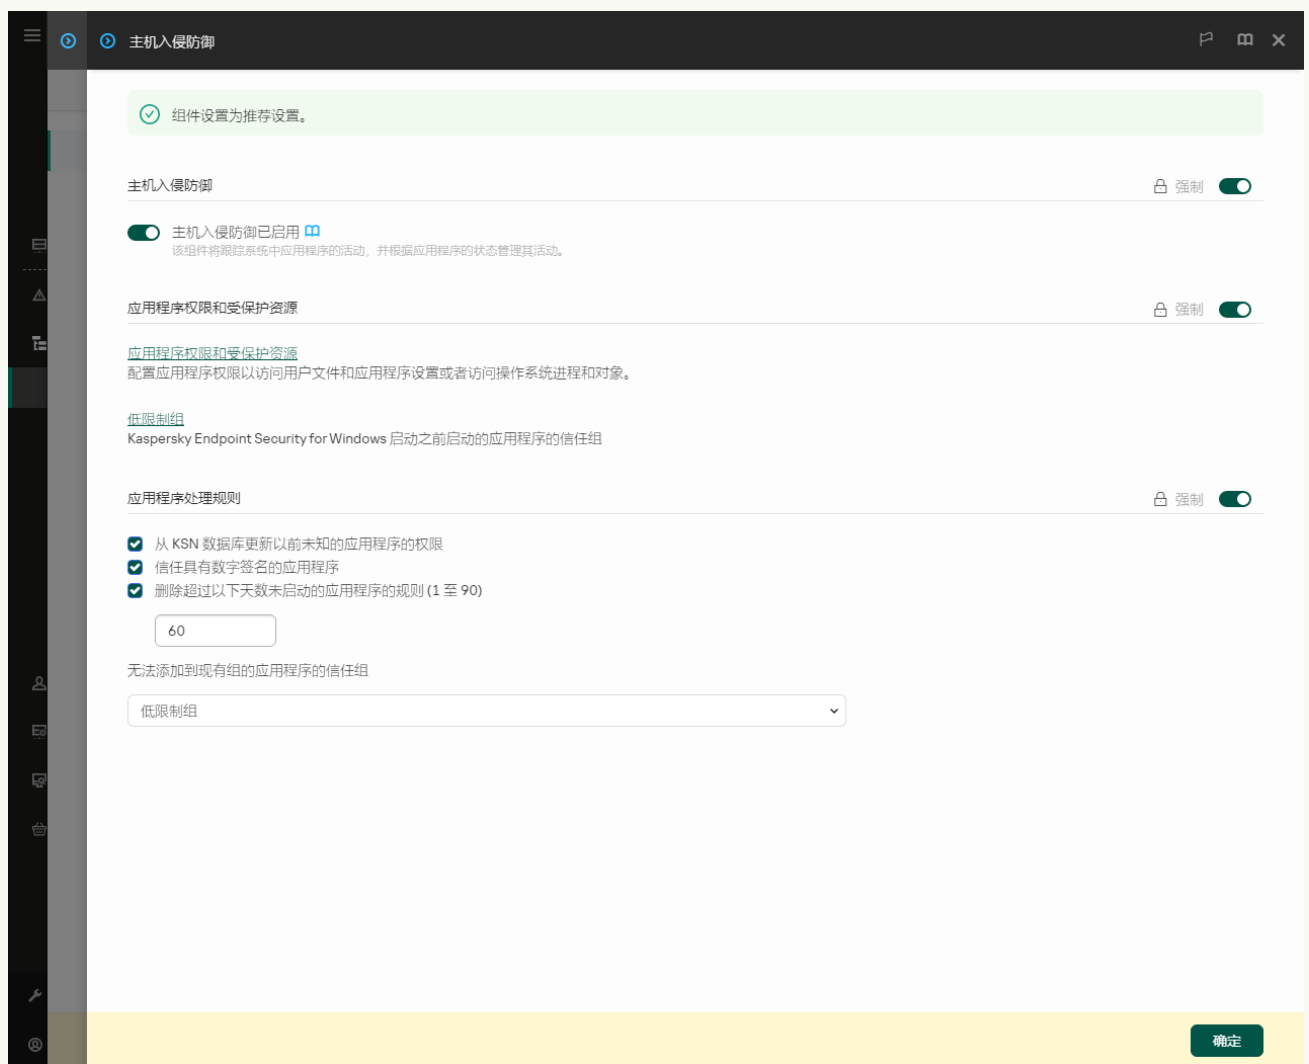 主机入侵防御
组件设置为推荐设置。
主机入侵防御
强制
主机入侵防御已启用
该组件将跟踪系统中应用程序的活动，并根据应用程序的状态管理其活动。
应用程序权限和受保护资源
强制
应用程序权限和受保护资源
配置应用程序权限以访问用户文件和应用程序设置或者访问操作系统进程和对象。
低限制组
Kaspersky Endpoint Security for Windows 启动之前启动的应用程序的信任组
应用程序处理规则
强制
从 KSN 数据库更新以前未知的应用程序的权限
信任具有数字签名的应用程序
删除超过以下天数未启动的应用程序的规则 (1 至 90)
60
无法添加到现有组的应用程序的信任组
低限制组
确定